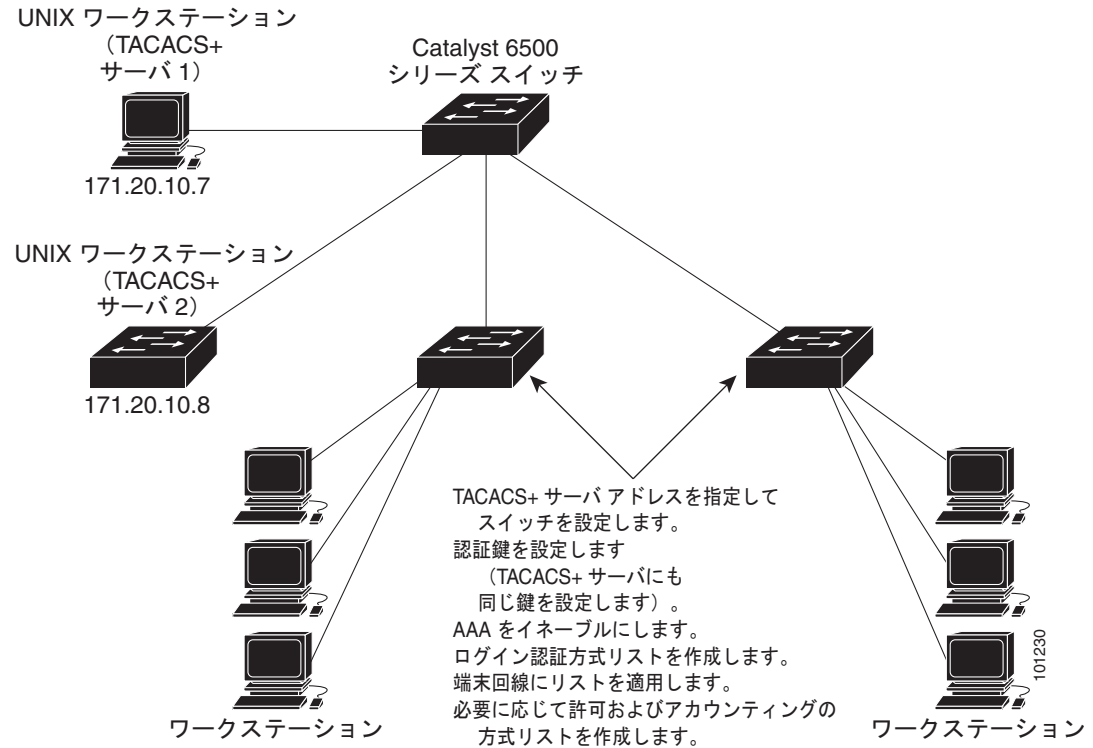 UNIX ワークステーション
（TACACS+
サーバ 1）
171.20.10.7
Catalyst 6500
シリーズ スイッチ
UNIX ワークステーション
（TACACS+
サーバ 2）
171.20.10.8
TACACS+ サーバ アドレスを指定して
スイッチを設定します。
認証鍵を設定します
（TACACS+ サーバにも
同じ鍵を設定します）。
AAA をイネーブルにします。
ログイン認証方式リストを作成します。
端末回線にリストを適用します。
必要に応じて許可およびアカウンティングの
方式リストを作成します。
ワークステーション
ワークステーション
101230